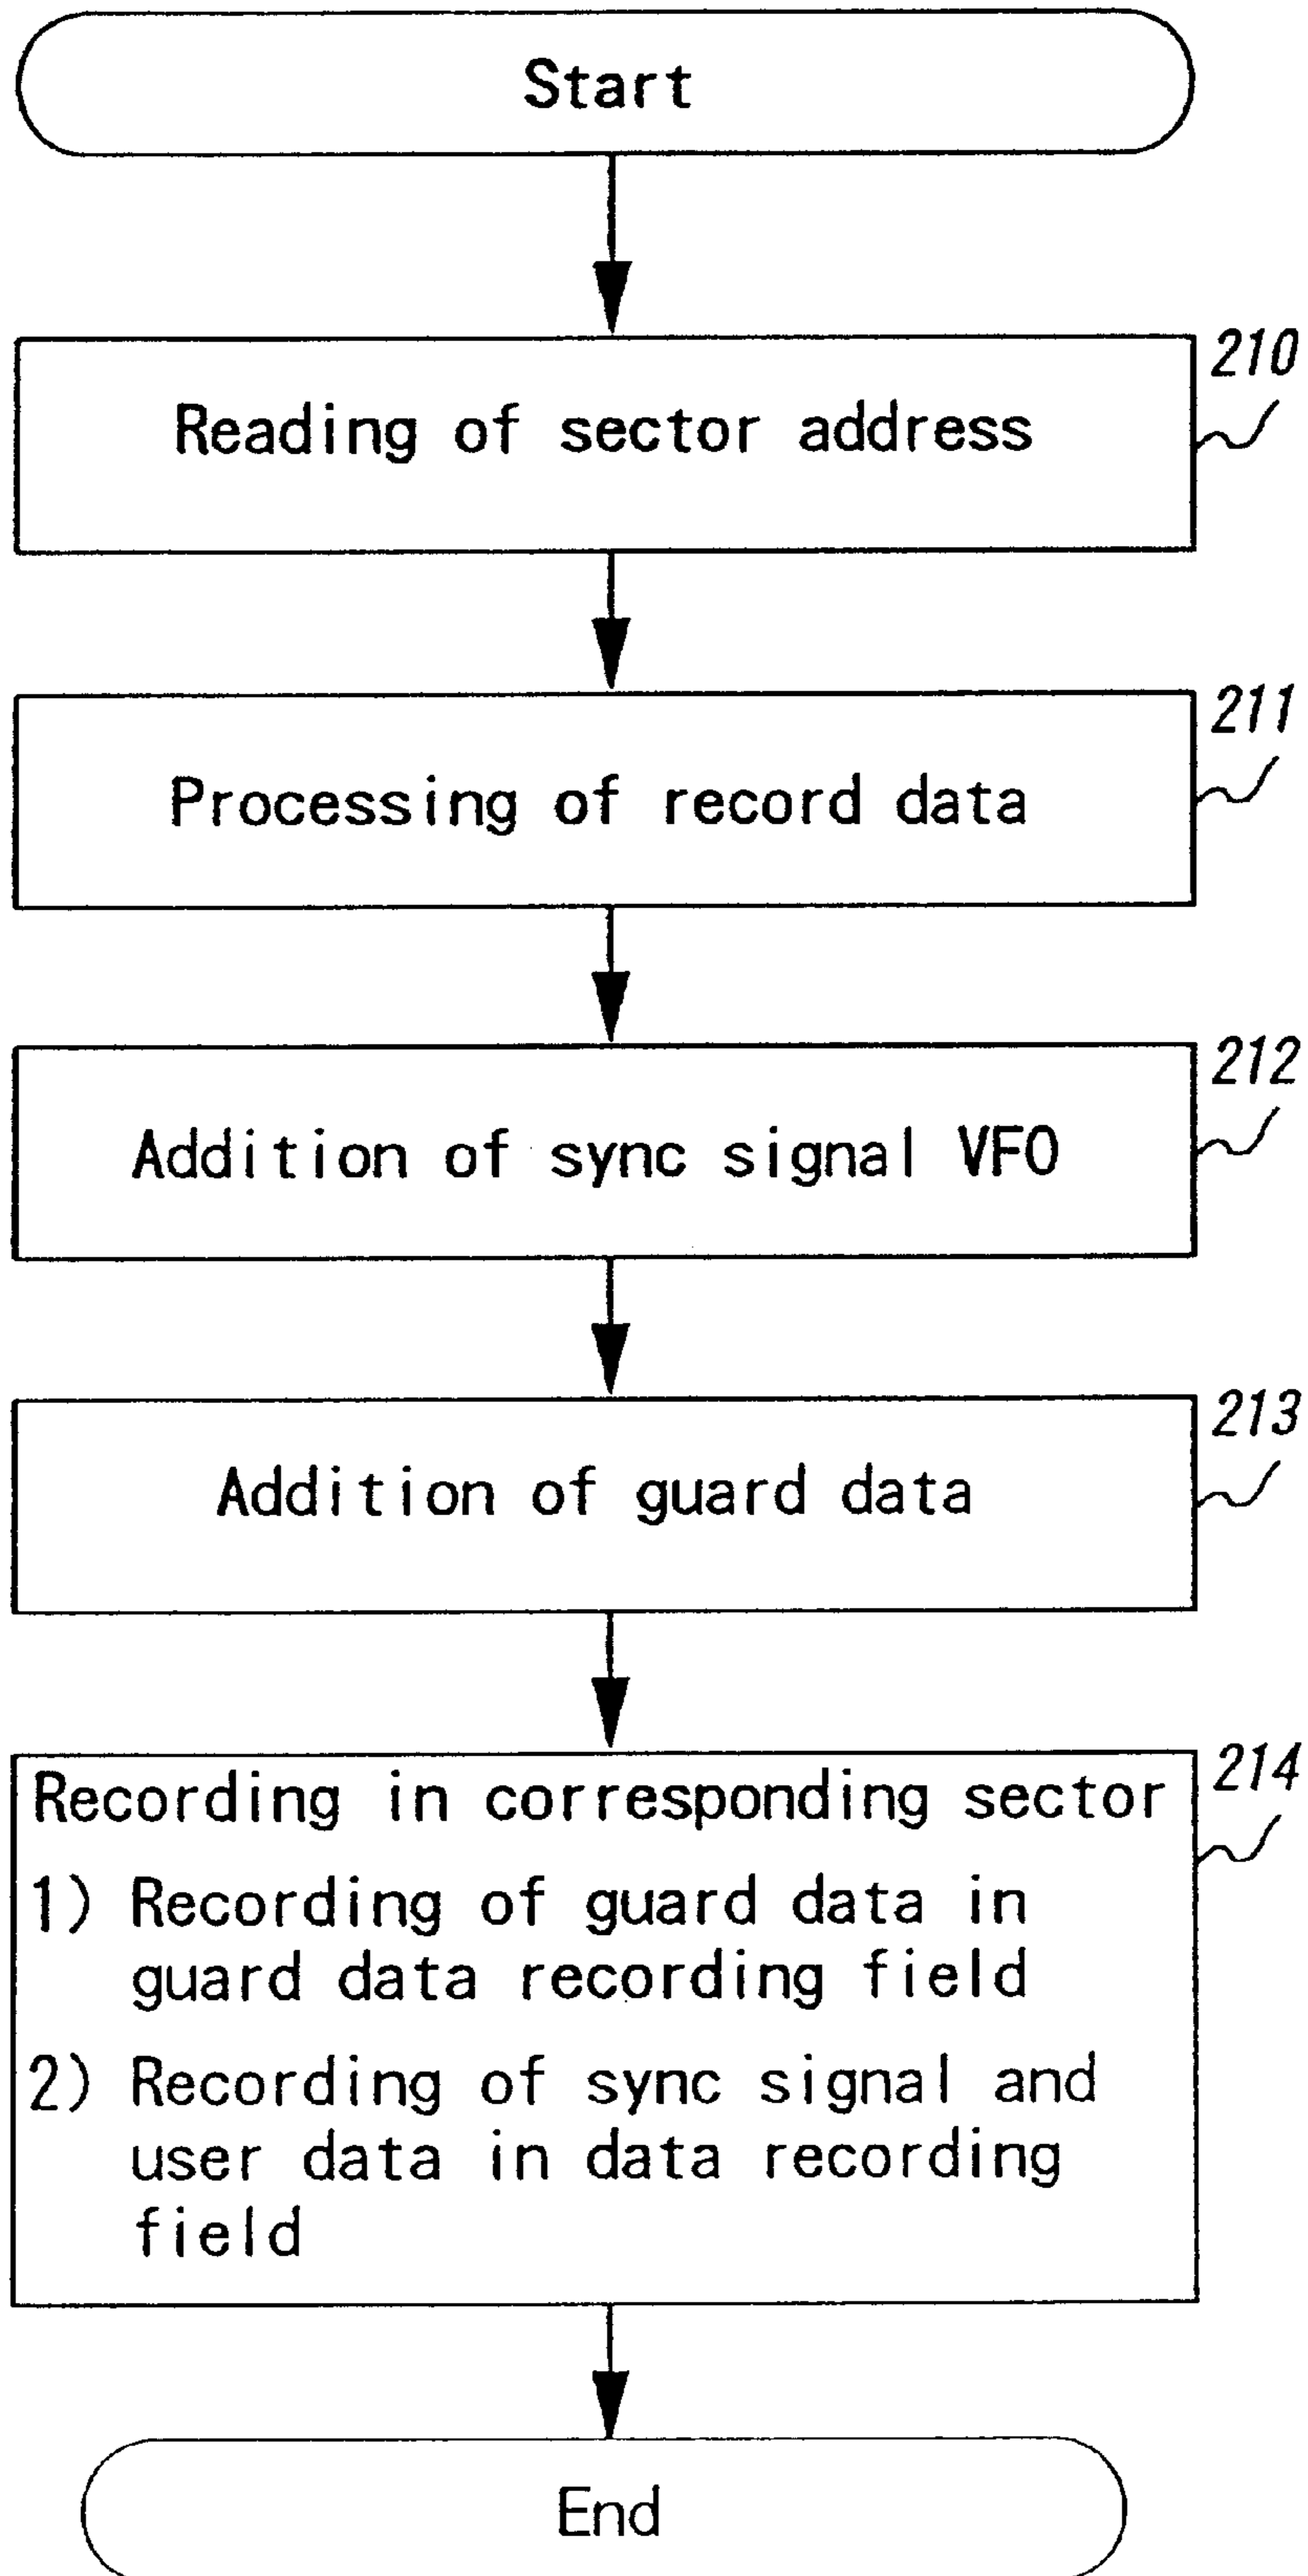 Start
210
Reading of sector address
211
Processing of record data
212
Addition of sync signal VFO
213
Addition of guard data
214
Recording in corresponding sector
1) Recording of guard data in
guard data recording field
2) Recording of sync signal and
user data in data recording
field
End